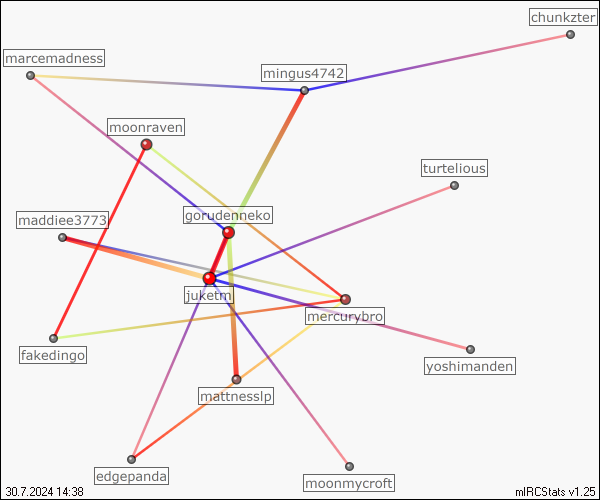 chunkzter
marcemadness
mingus4742
moonraven
turtelious
gorudenneko
maddiee3773
juketm
mercurybro
fakedingo
yoshimanden
mattnesslp
edgepanda
moonmycroft
30.7.2024 14:38
mIRCStats v1.25